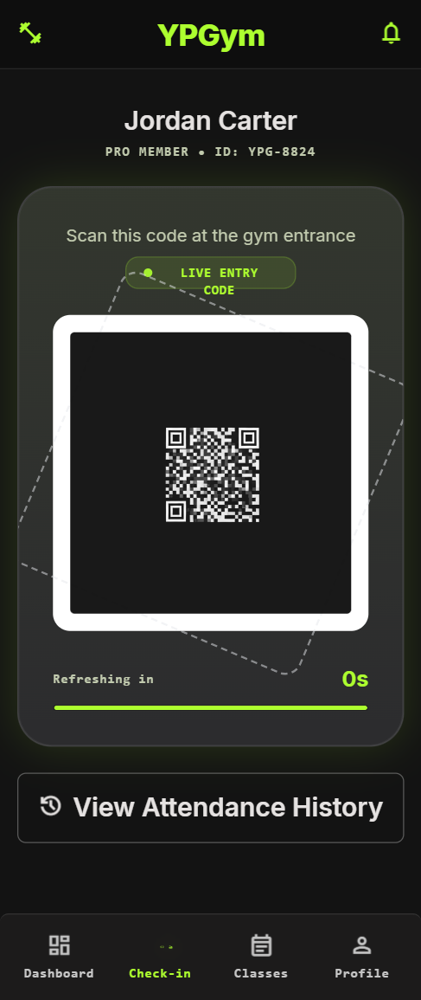 YPGym
Jordan Carter
PRO MEMBER • ID: YPG-8824
Scan this code at the gym entrance
LIVE ENTRY
CODE
Refreshing in 0s
View Attendance History
Dashboard Check-in Classes Profile